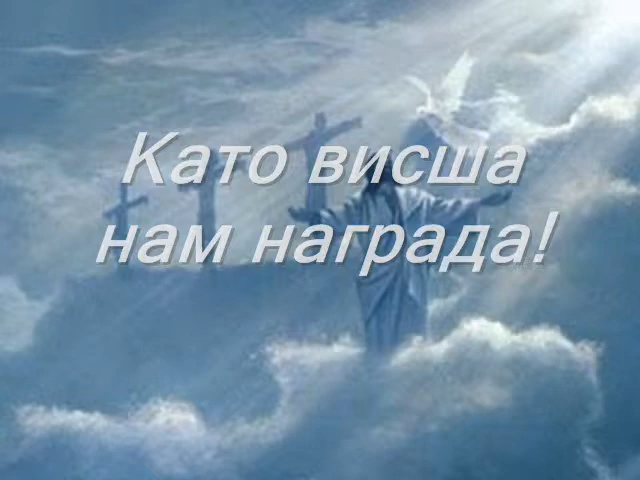 Като висша
нам награда!